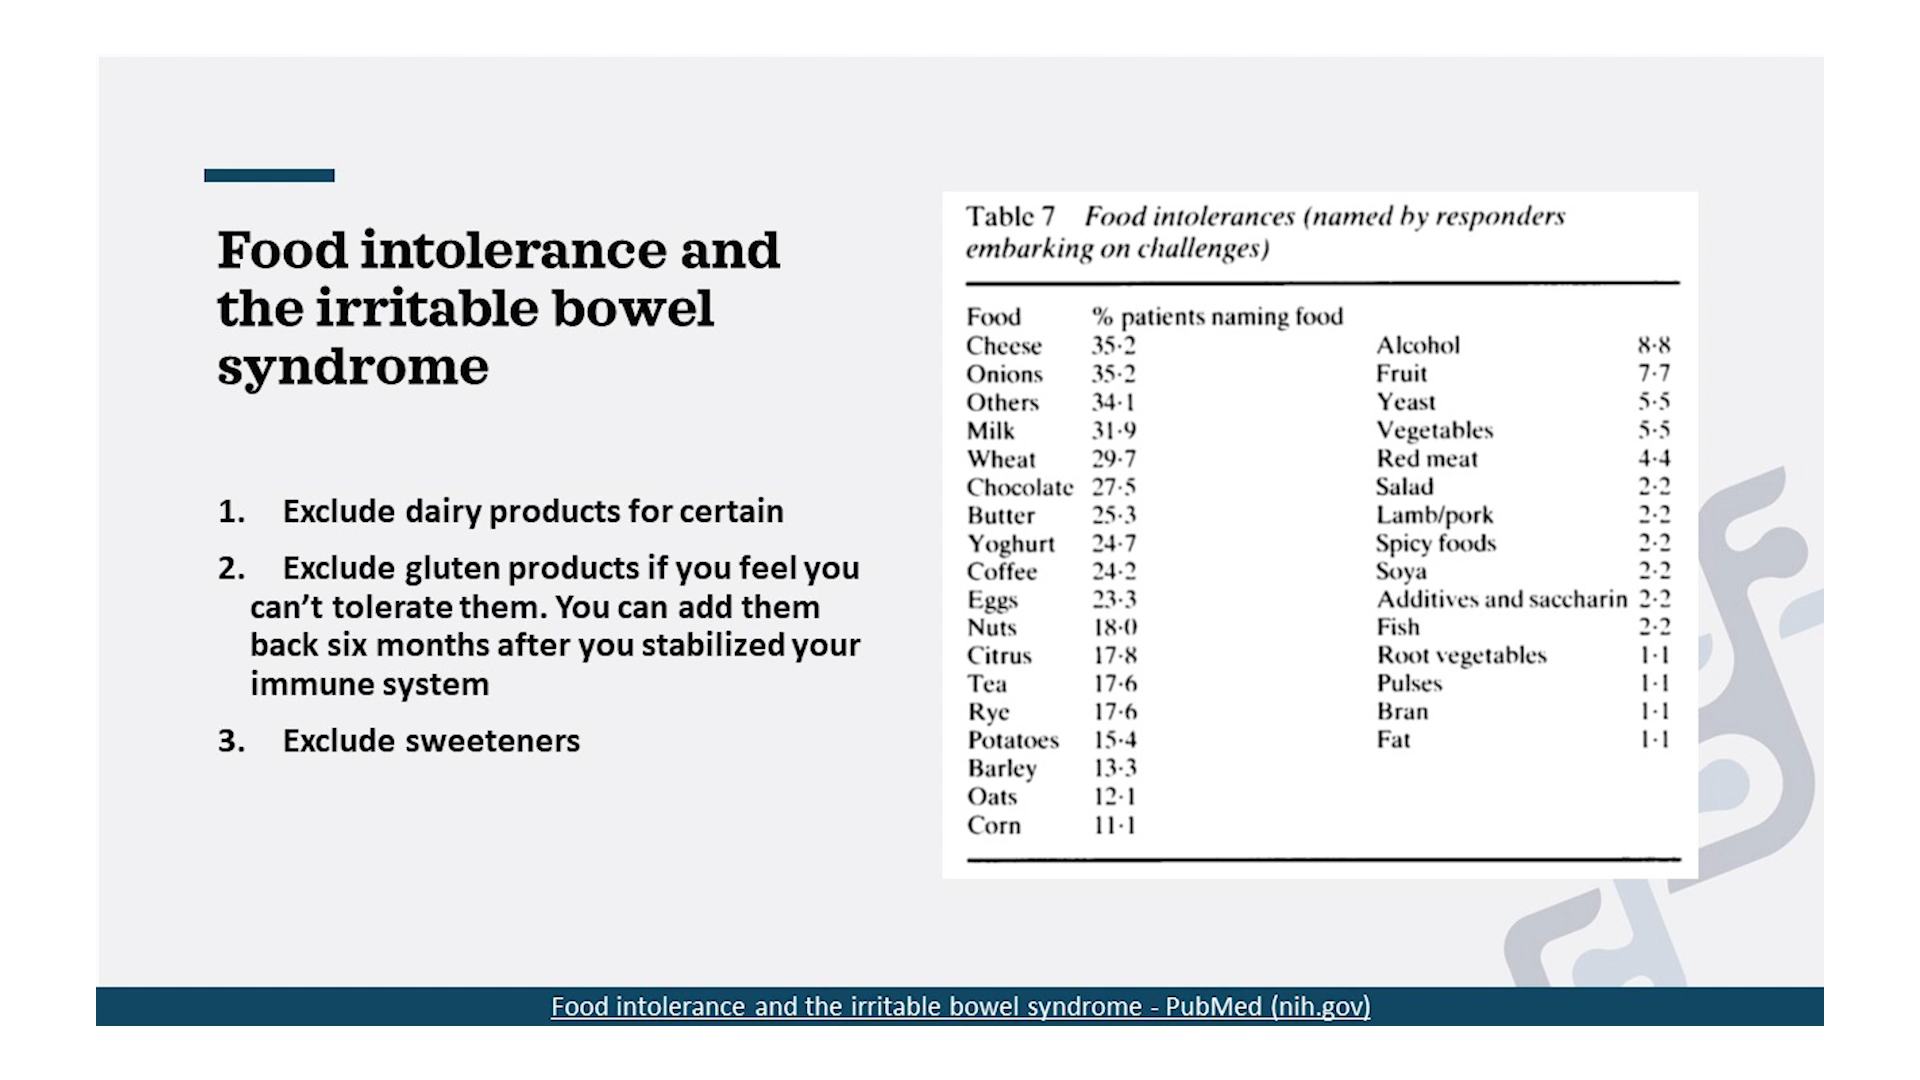 Food intolerance and
the irritable bowel
syndrome
1. Exclude dairy products for certain
2. Exclude gluten products if you feel you
can’t tolerate them. You can add them
back six months after you stabilized your
immune system
3. Exclude sweeteners
Table 7 Food intolerances (named by responders
embarking on challenges)
Food % patients naming food
Cheese 35·2 Alcohol 8·8
Onions 35·2 Fruit 7·7
Others 34·1 Yeast 5·5
Milk 31·9 Vegetables 5·5
Wheat 29·7 Red meat 4·4
Chocolate 27·5 Salad 2·2
Butter 25·3 Lamb/pork 2·2
Yoghurt 24·7 Spicy foods 2·2
Coffee 24·2 Soya 2·2
Eggs 23·3 Additives and saccharin 2·2
Nuts 18·0 Fish 2·2
Citrus 17·8 Root vegetables 1·1
Tea 17·6 Pulses 1·1
Rye 17·6 Bran 1·1
Potatoes 15·4 Fat 1·1
Barley 13·3
Oats 12·1
Corn 11·1
Food intolerance and the irritable bowel syndrome - PubMed (nih.gov)